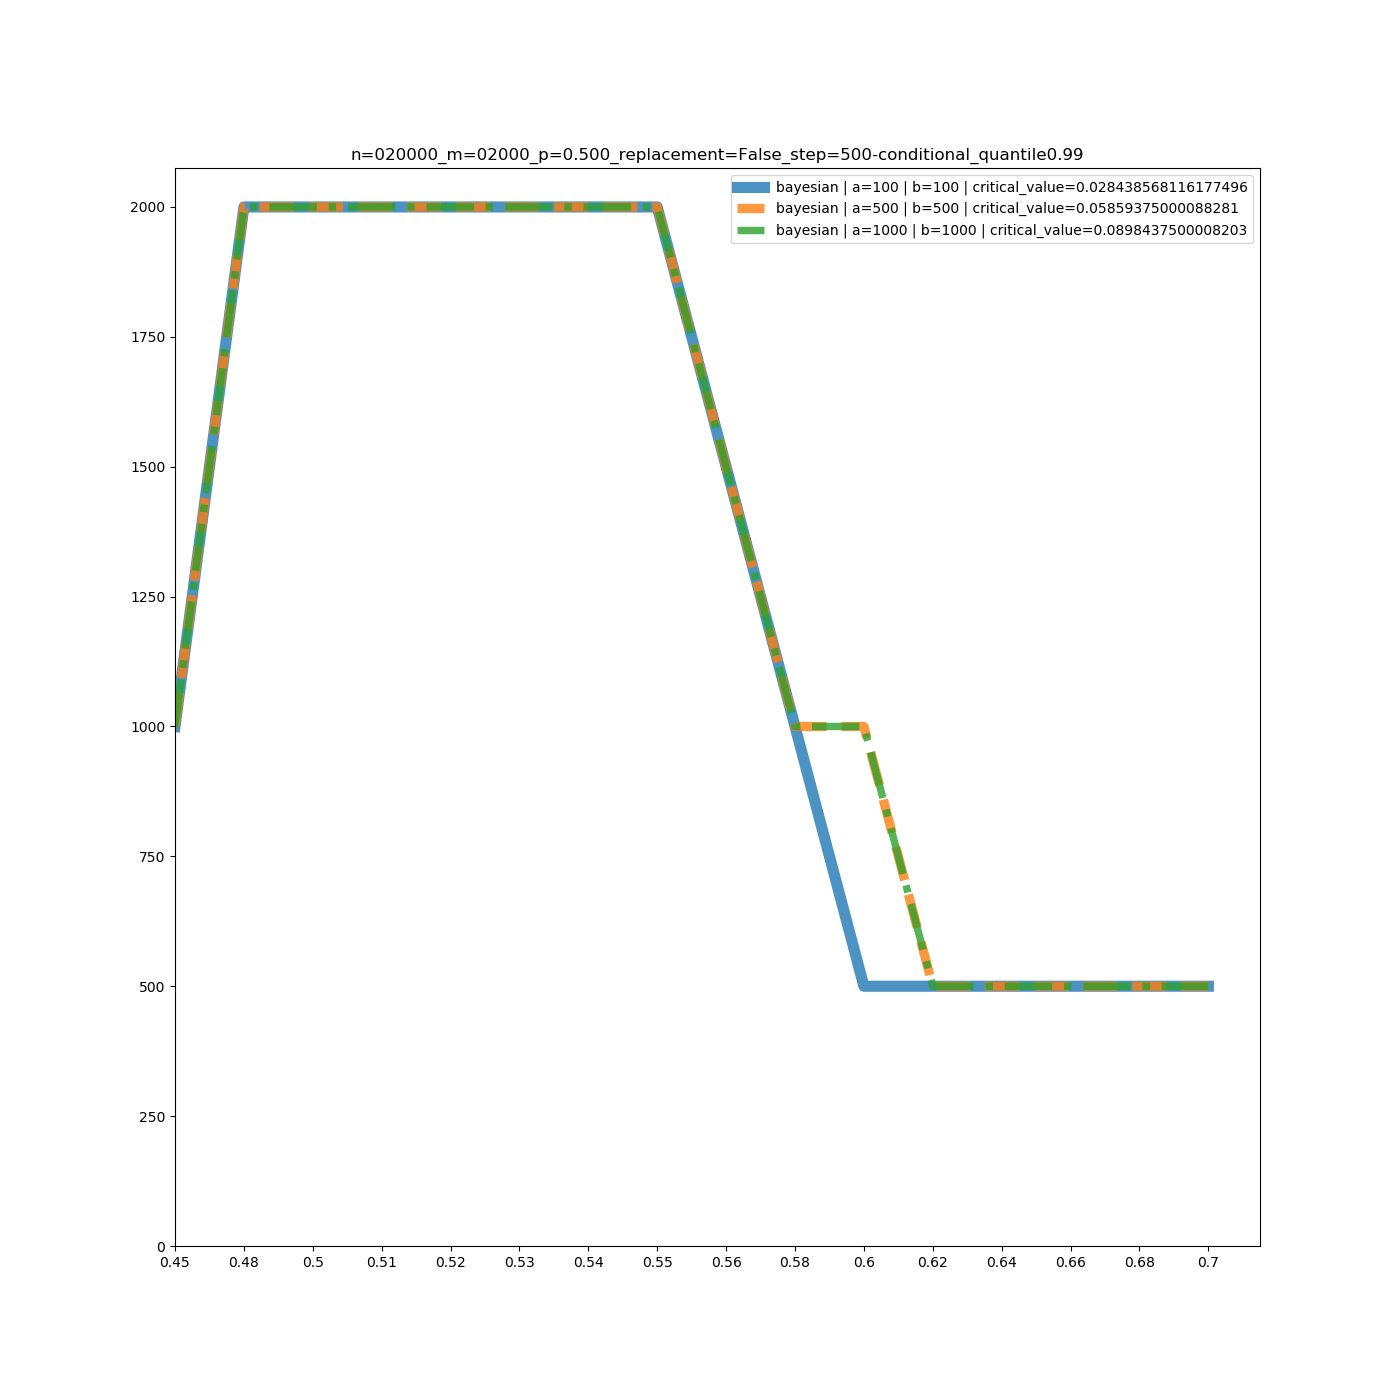 n=020000_m=02000_p=0.500_replacement=False_step=500-conditional_quantile0.99
bayesian | a=100 | b=100 | critical_value=0.028438568116177496
bayesian | a=500 | b=500 | critical_value=0.05859375000088281
bayesian | a=1000 | b=1000 | critical_value=0.0898437500008203
2000
1750
1500
1250
1000
750
500
250
0
0.45 0.48 0.5 0.51 0.52 0.53 0.54 0.55 0.56 0.58 0.6 0.62 0.64 0.66 0.68 0.7